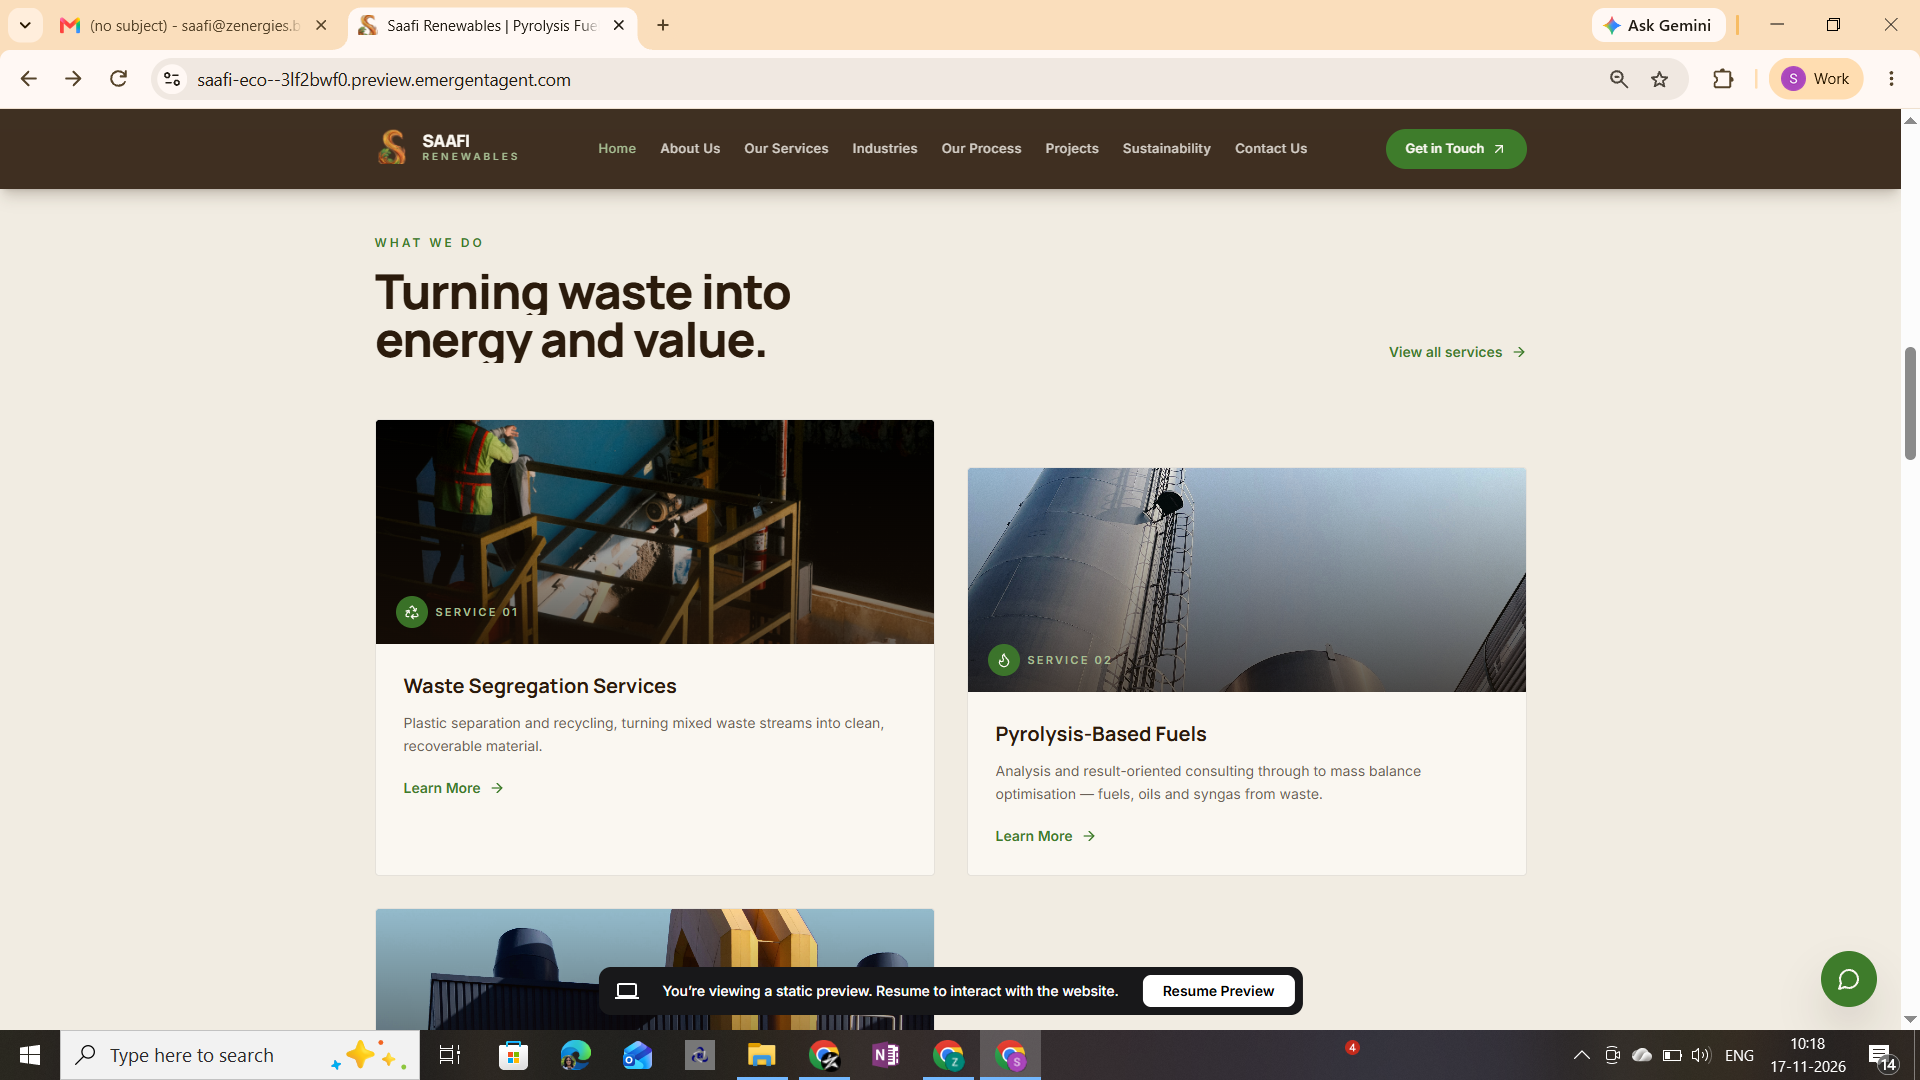 (no subject) - saafi@zenergies.b
Saafi Renewables | Pyrolysis Fue
Ask Gemini
saafi-eco--3lf2bwf0.preview.emergentagent.com
S
Work
SAAFI
RENEWABLES
Home
About Us
Our Services
Industries
Our Process
Projects
Sustainability
Contact Us
Get in Touch
WHAT WE DO
Turning waste into
energy and value.
View all services
SERVICE 01
SERVICE 02
Waste Segregation Services
Plastic separation and recycling, turning mixed waste streams into clean,
recoverable material.
Learn More
Pyrolysis-Based Fuels
Analysis and result-oriented consulting through to mass balance
optimisation — fuels, oils and syngas from waste.
Learn More
You're viewing a static preview. Resume to interact with the website.
Resume Preview
Type here to search
4
ENG
10:18
17-11-2026
14